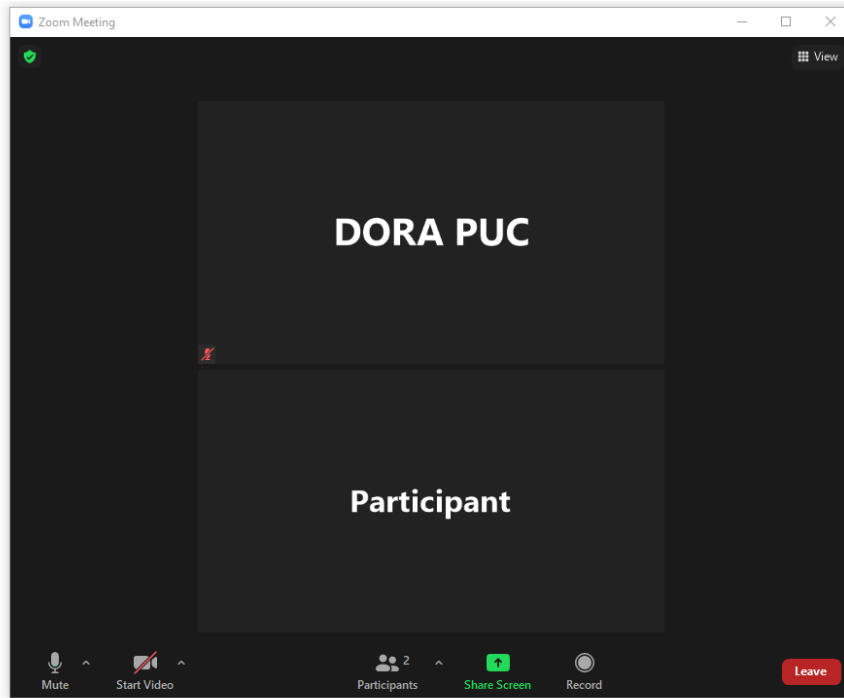 Zoom Meeting
View
DORA PUC
Participant
2
Mute
Start Video
Participants
Share Screen
Record
Leave